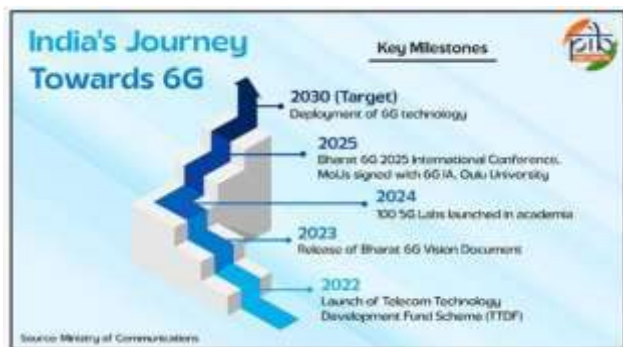 India's Journey
Towards 6G
Key Milestones
pib
2030 (Target)
Deployment of 6G technology
2025
Bharat 6G 2025 International Conference.
MoUs signed with 6G IA, Oulu University
2024
100 5G Labs launched in academia
2023
Release of Bharat 6G Vision Document
2022
Launch of Telecom Technology
Development Fund Scheme (TTDF)
Source: Ministry of Communications